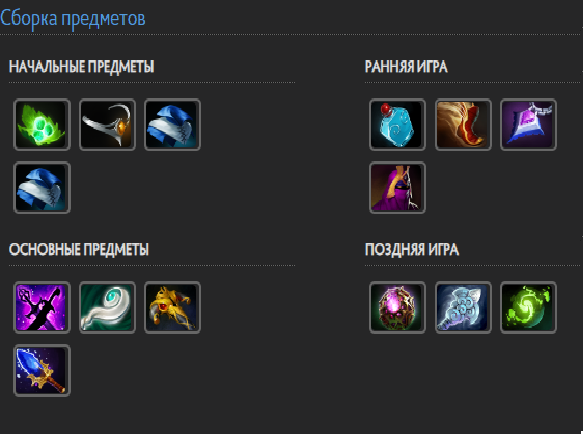 Сборка предметов
НАЧАЛЬНЫЕ ПРЕДМЕТЫ
РАННЯЯ ИГРА
ОСНОВНЫЕ ПРЕДМЕТЫ
ПОЗДНЯЯ ИГРА